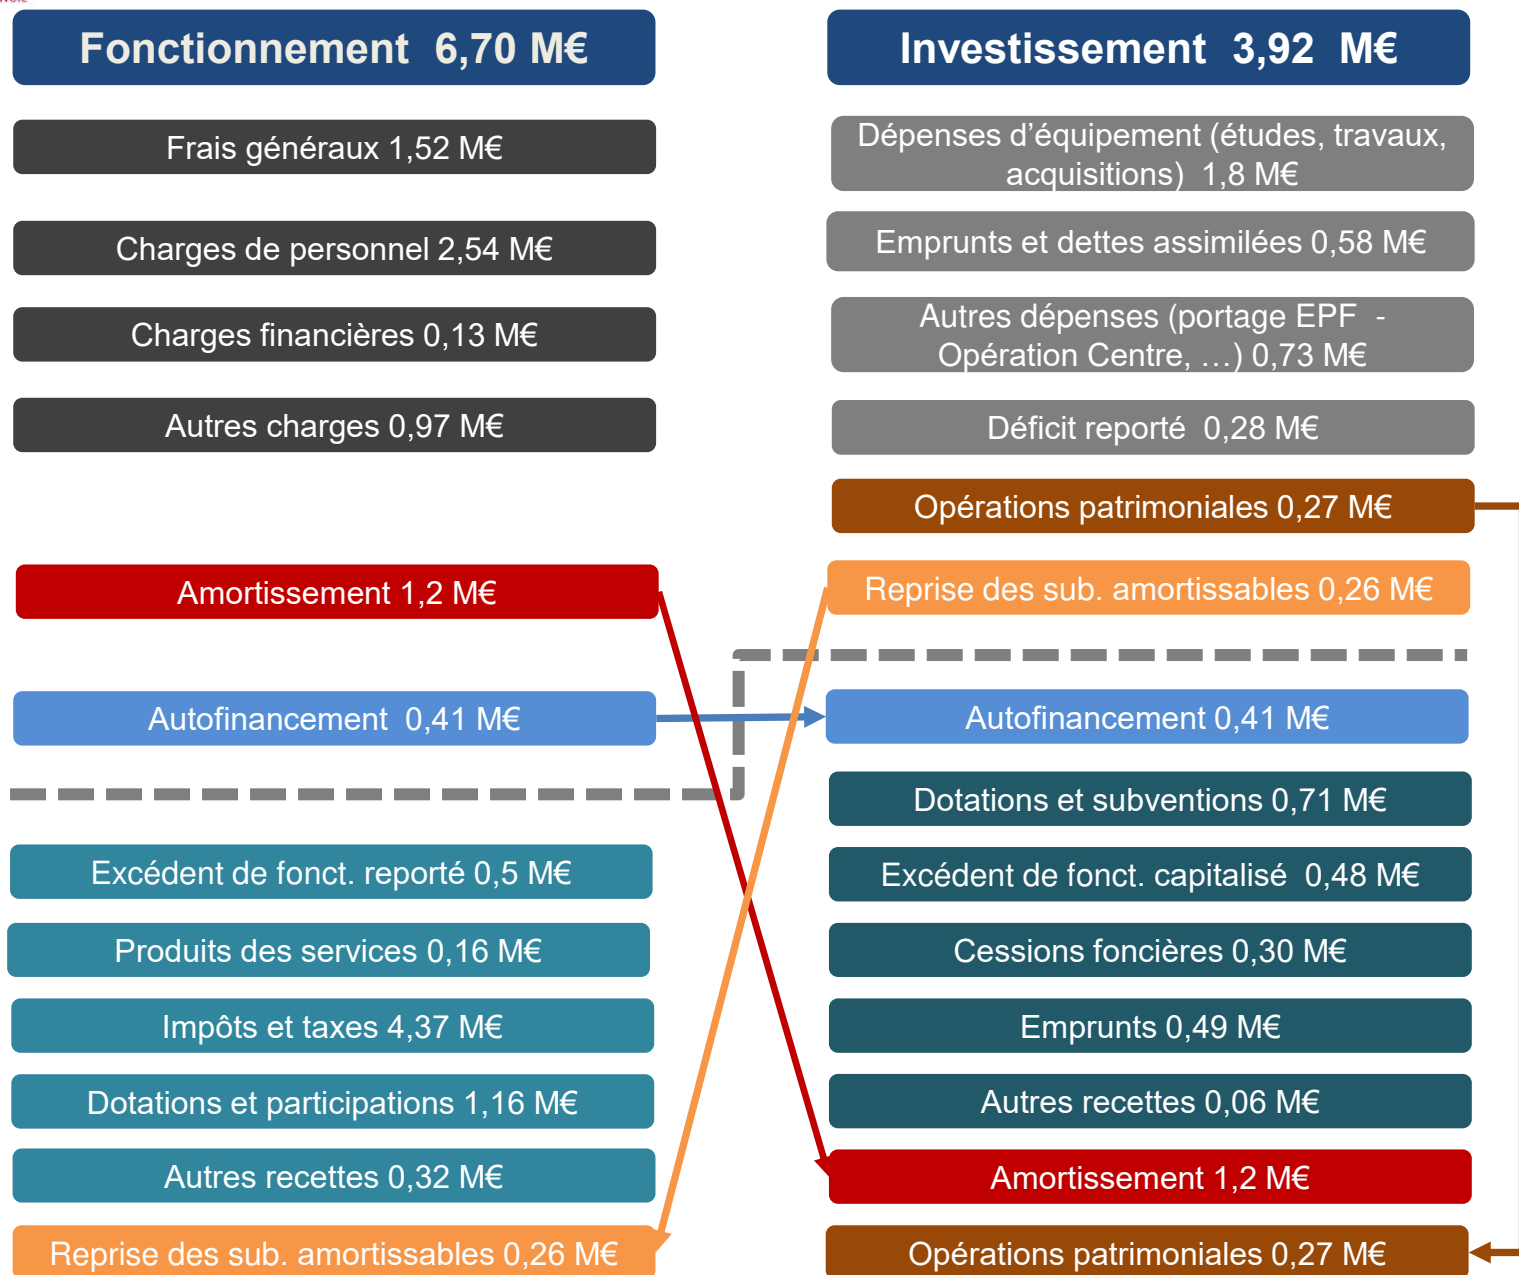 Fonctionnement 6,70 M€
Frais généraux 1,52 M€
Charges de personnel 2,54 M€
Charges financières 0,13 M€
Autres charges 0,97 M€
Amortissement 1,2 M€
Autofinancement 0,41 M€
Excédent de fonct. reporté 0,5 M€
Produits des services 0,16 M€
Impôts et taxes 4,37 M€
Dotations et participations 1,16 M€
Autres recettes 0,32 M€
Reprise des sub. amortissables 0,26 M€
Investissement 3,92 M€
Dépenses d’équipement (études, travaux,
acquisitions) 1,8 M€
Emprunts et dettes assimilées 0,58 M€
Autres dépenses (portage EPF -
Opération Centre, …) 0,73 M€
Déficit reporté 0,28 M€
Opérations patrimoniales 0,27 M€
Reprise des sub. amortissables 0,26 M€
Autofinancement 0,41 M€
Dotations et subventions 0,71 M€
Excédent de fonct. capitalisé 0,48 M€
Cessions foncières 0,30 M€
Emprunts 0,49 M€
Autres recettes 0,06 M€
Amortissement 1,2 M€
Opérations patrimoniales 0,27 M€